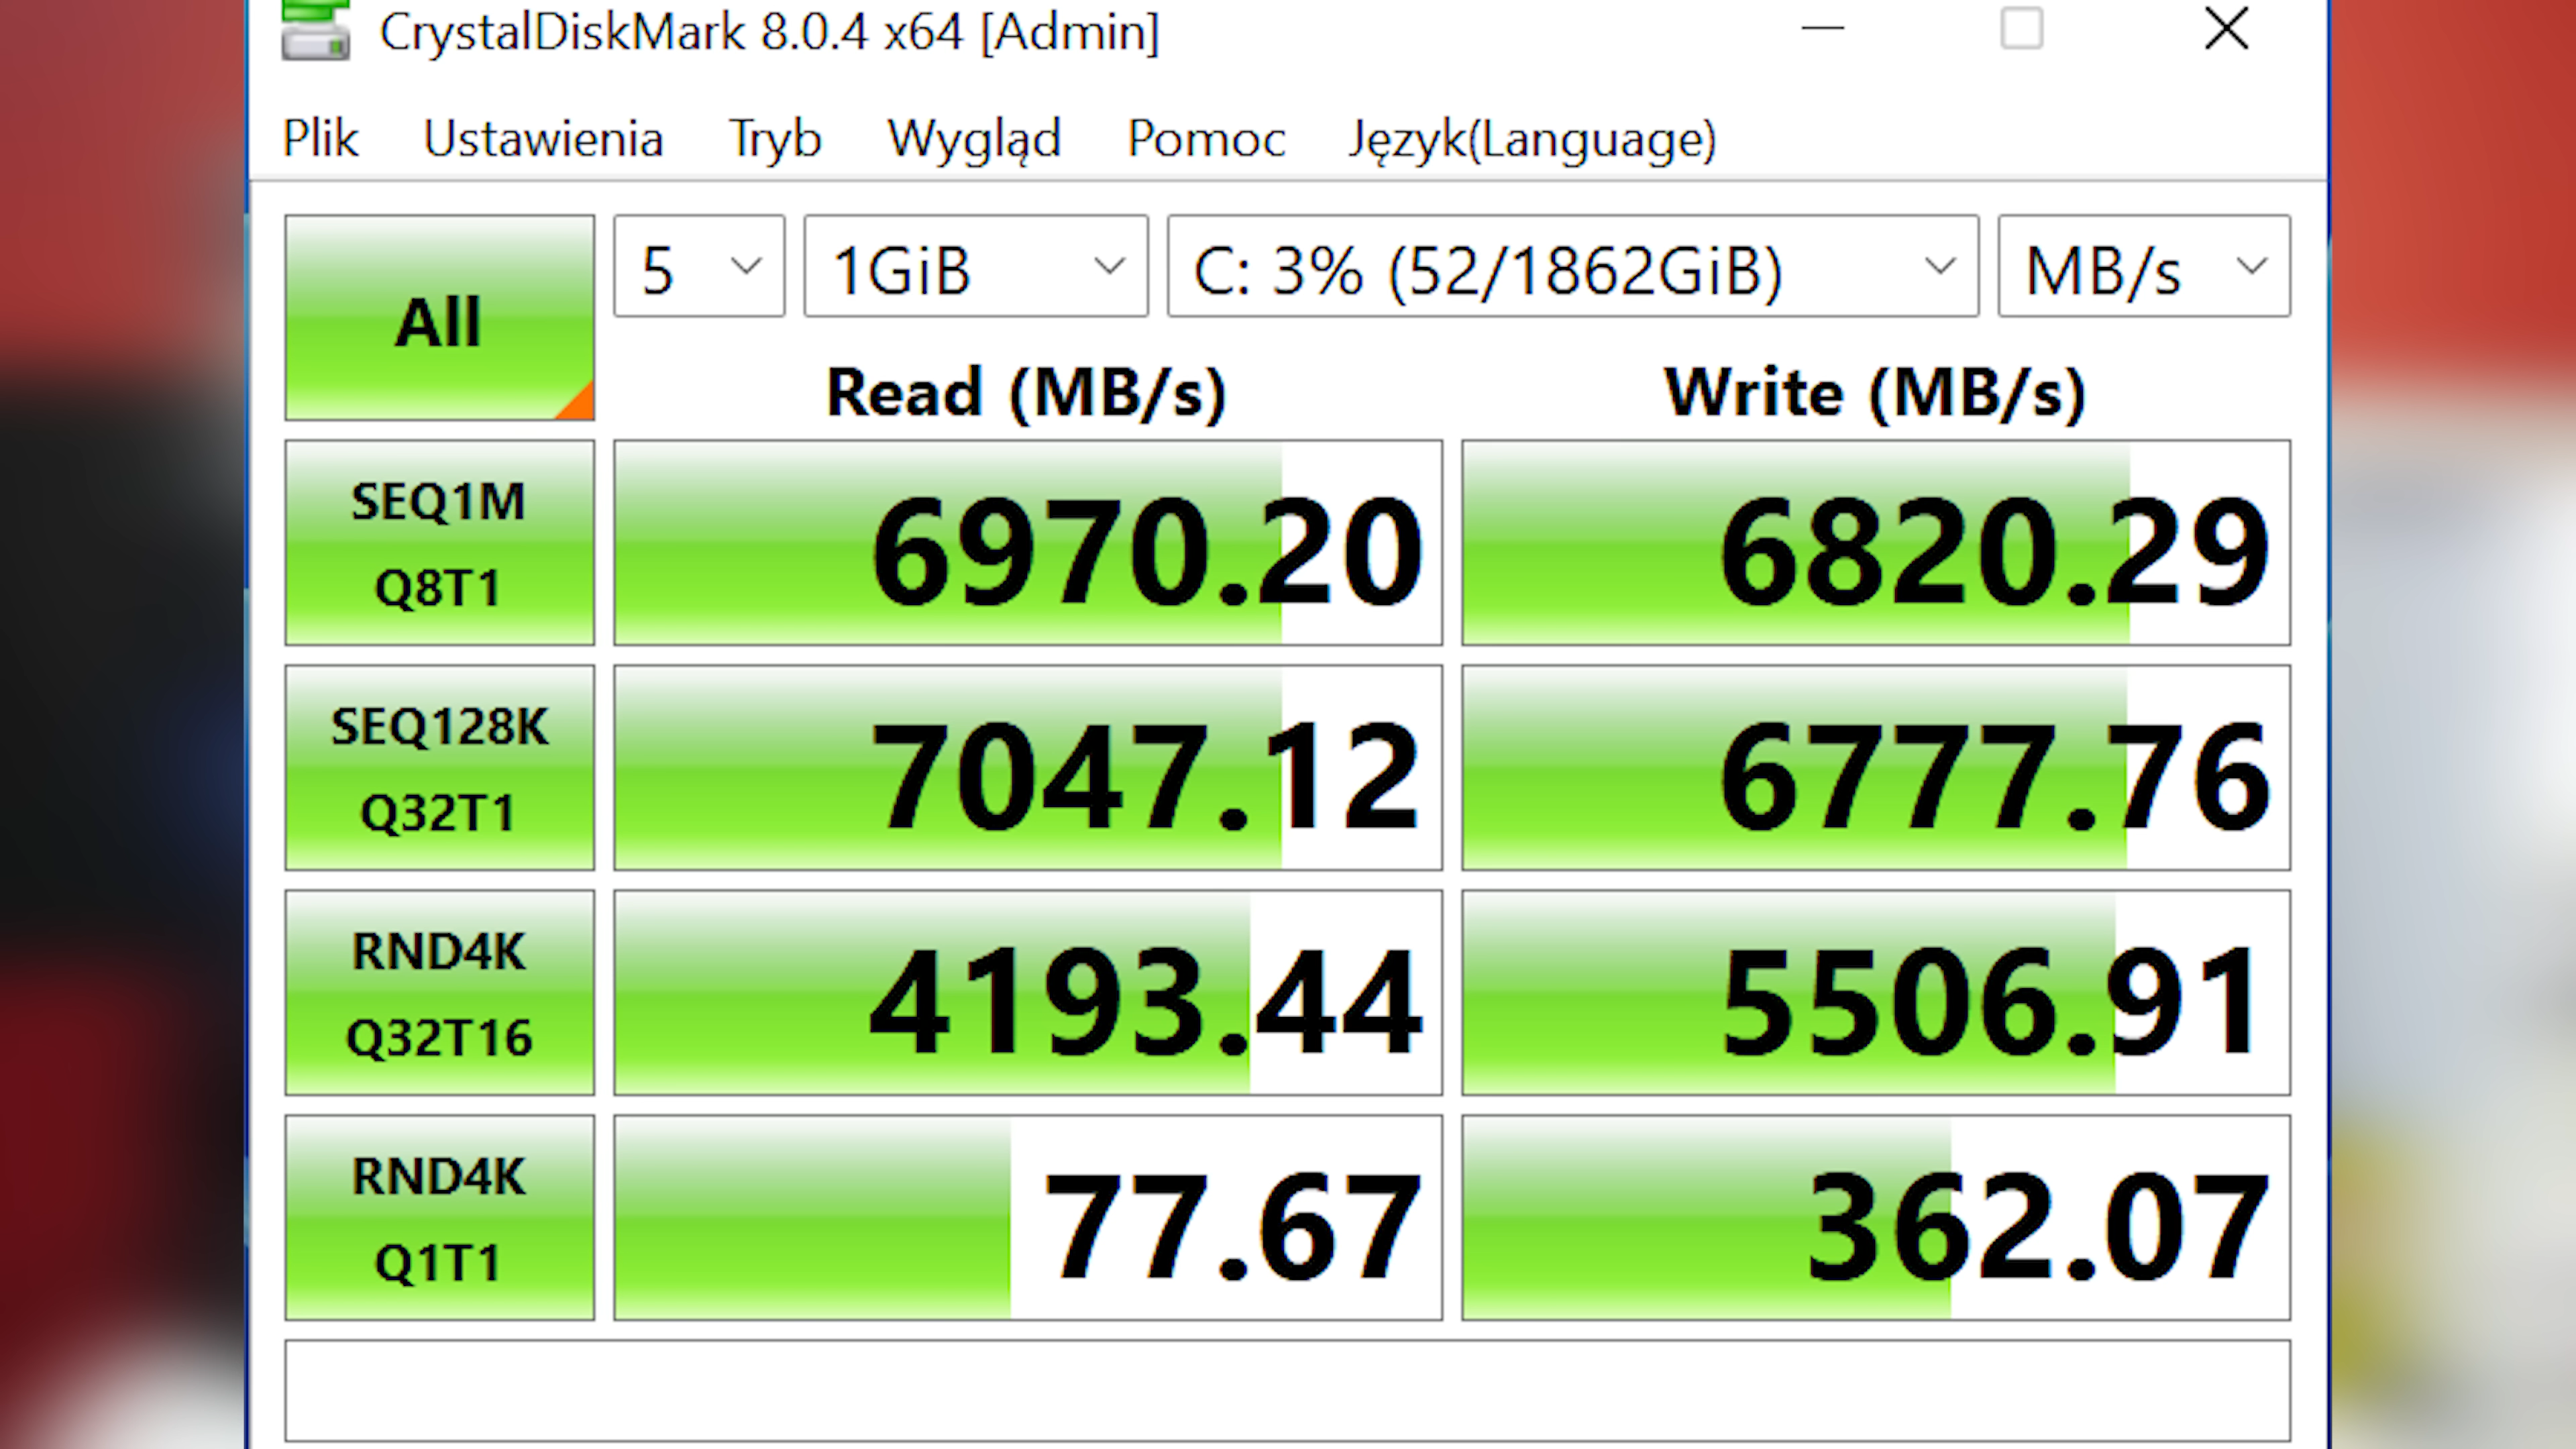 CrystalDiskMark 8.0.4 x64 [Admin]
Plik Ustawienia Tryb Wygląd Pomoc Język(Language)
All 5 1GiB C: 3% (52/1862GiB) MB/s
Read (MB/s) Write (MB/s)
SEQ1M
Q8T1
6970.20 6820.29
SEQ128K
Q32T1
7047.12 6777.76
RND4K
Q32T16
4193.44 5506.91
RND4K
Q1T1
77.67 362.07